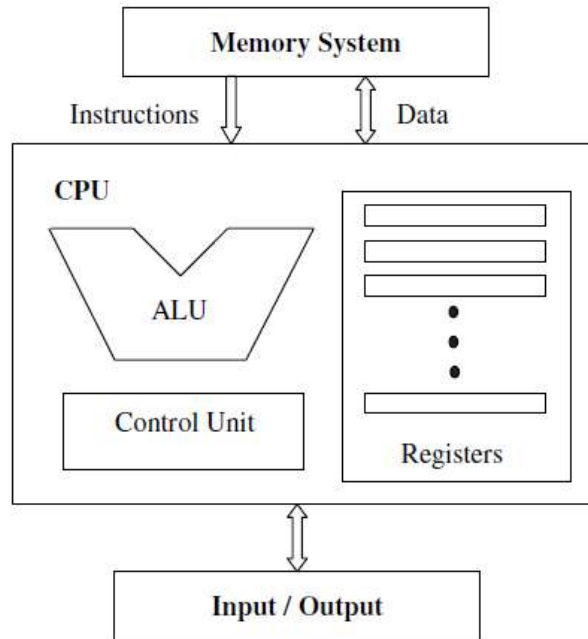 Memory System
Instructions
Data
CPU
ALU
Control Unit
Registers
Input / Output